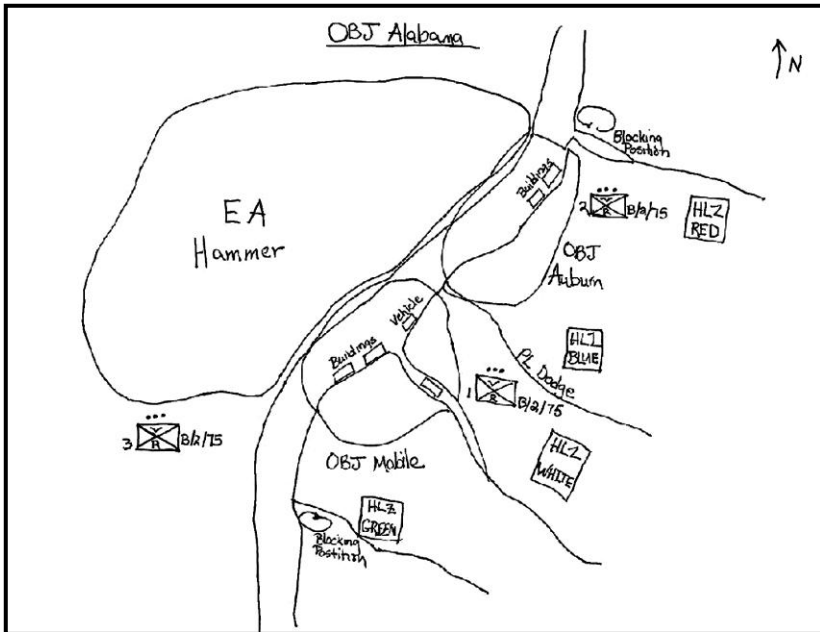 OBJ Alabama
N
Blocking
Position
Buildings
2
R
B/2/75
HLZ
RED
EA
Hammer
OBJ
Auburn
Vehicle
Buildings
HLZ
BLUE
PL Dodge
1
R
B/2/75
3
R
B/2/75
OBJ Mobile
HLZ
WHITE
HLZ
GREEN
Blocking
Postition